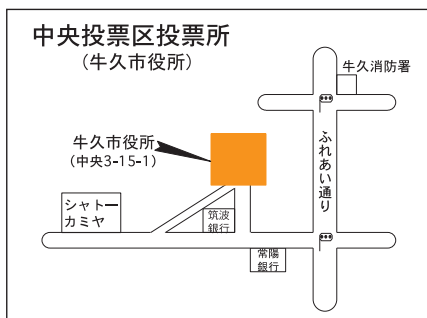 中央投票区投票所
(牛久市役所)
牛久消防署
牛久市役所
(中央3-15-1)
ふれあい通り
シャトー
カミヤ
筑波
銀行
常陽
銀行